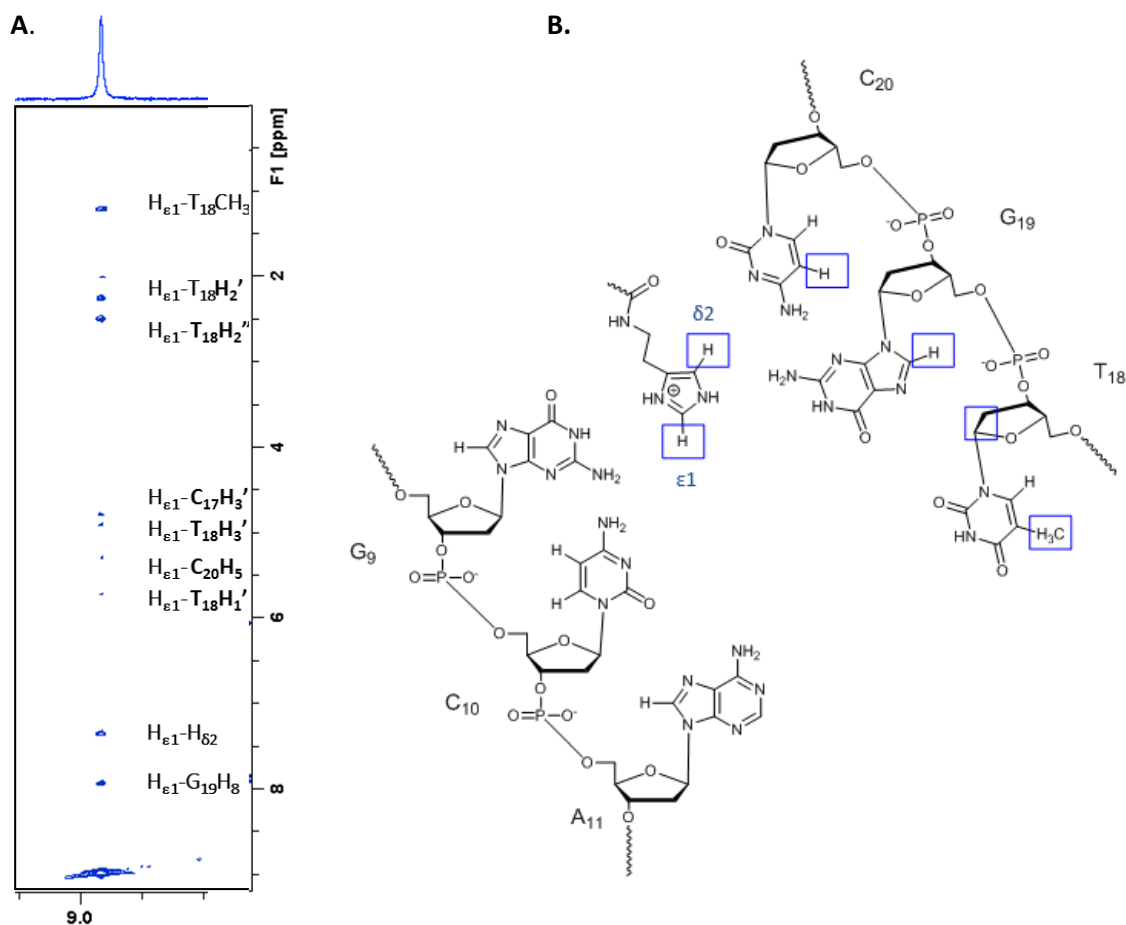 A.
B.
F1 [ppm]
Hε1-T18CH3
2
Hε1-T18H2'
Hε1-T18H2"
4
Hε1-C17H3'
Hε1-T18H3'
Hε1-C20H5
Hε1-T18H1'
6
Hε1-Hδ2
Hε1-G19H8
8
9.0
C20
O
O
O
-O P O
O
N
H
O
N
H
NH2
G19
O
O
-O P O
O
N
N
H
H2N
N
NH
O
T18
O
O
N
H
O
HN
H3C
O
O
HN
δ2
H
HN ⊕ NH
H
ε1
O
N
NH
H
N
N
NH2
O
O
G9
O
O P O-
O
NH2
H
N
H
N
O
O
C10
O
O P O-
O
NH2
N
N
H
N
N
O
A11
O